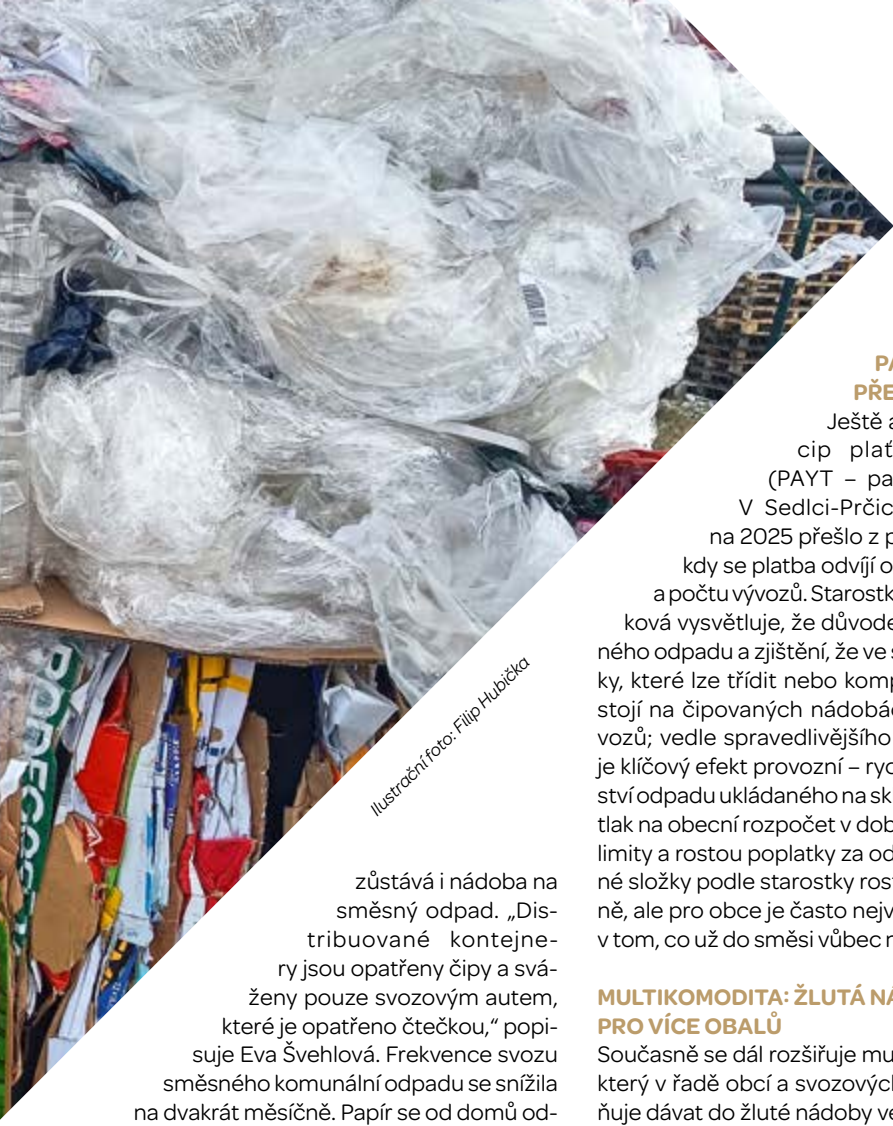 Ilustrační foto: Filip Hubička
zůstává i nádoba na
směsný odpad. „Dis-
tribuované kontejne-
ry jsou opatřeny čipy a svá-
ženy pouze svozovým autem,
které je opatřeno čtečkou,“ popi-
suje Eva Švehlová. Frekvence svozu
směsného komunální odpadu se snížila
na dvakrát měsíčně. Papír se od domů od-
PA
PŘE
Ještě a
cip plať
(PAYT – pa
V Sedlci-Prčic
na 2025 přešlo z p
kdy se platba odvíjí o
a počtu vývozů. Starostk
ková vysvětluje, že důvode
ného odpadu a zjištění, že ve s
ky, které lze třídit nebo komp
stojí na čipovaných nádobác
vozů; vedle spravedlivějšího
je klíčový efekt provozní – ryc
ství odpadu ukládaného na sk
tlak na obecní rozpočet v dob
limity a rostou poplatky za od
né složky podle starostky ros
ně, ale pro obce je často nejv
v tom, co už do směsi vůbec n
MULTIKOMODITA: ŽLUTÁ NÁ
PRO VÍCE OBALŮ
Současně se dál rozšiřuje mu
který v řadě obcí a svozových
ňuje dávat do žluté nádoby ve